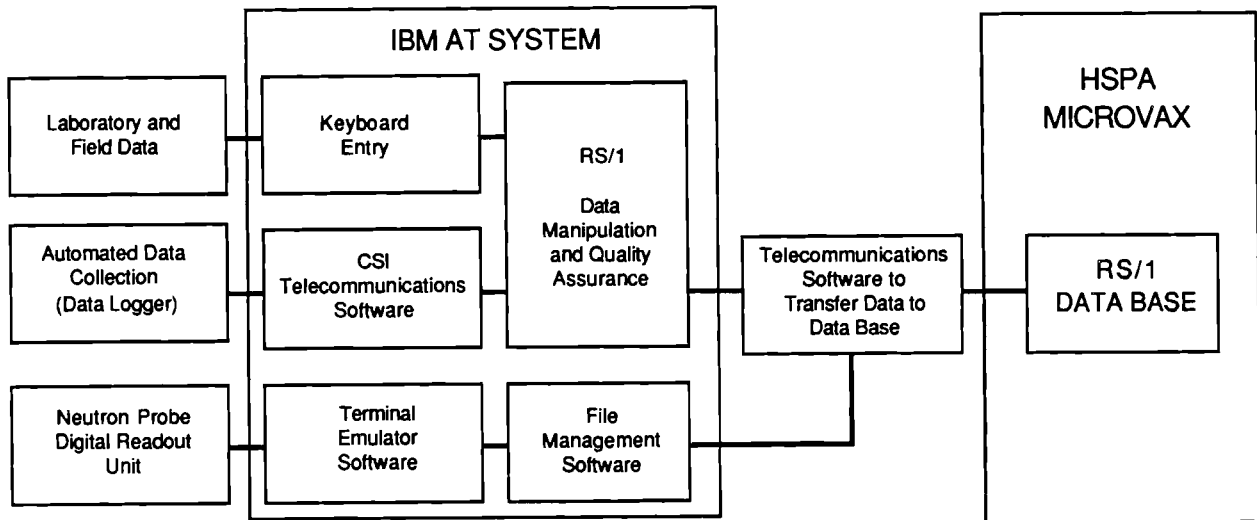 IBM AT SYSTEM
HSPA
MICROVAX
Laboratory and
Field Data
Keyboard
Entry
RS/1
Data
Manipulation
and Quality
Assurance
Automated Data
Collection
(Data Logger)
CSI
Telecommunications
Software
Telecommunications
Software to
Transfer Data to
Data Base
RS/1
DATA BASE
Neutron Probe
Digital Readout
Unit
Terminal
Emulator
Software
File
Management
Software